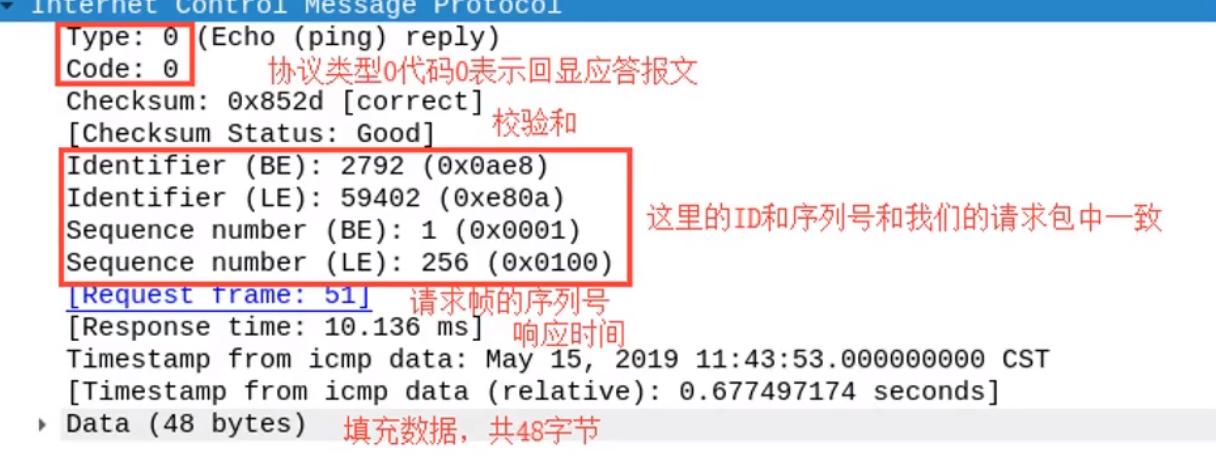 Internet Control Message Protocol
Type: 0 (Echo (ping) reply)
Code: 0 协议类型0代码0表示回显应答报文
Checksum: 0x852d [correct]
[Checksum Status: Good] 校验和
Identifier (BE): 2792 (0x0ae8)
Identifier (LE): 59402 (0xe80a)
这里的ID和序列号和我们的请求包中一致
Sequence number (BE): 1 (0x0001)
Sequence number (LE): 256 (0x0100)
[Request frame: 51] 请求帧的序列号
[Response time: 10.136 ms] 响应时间
Timestamp from icmp data: May 15, 2019 11:43:53.000000000 CST
[Timestamp from icmp data (relative): 0.677497174 seconds]
Data (48 bytes) 填充数据，共48字节